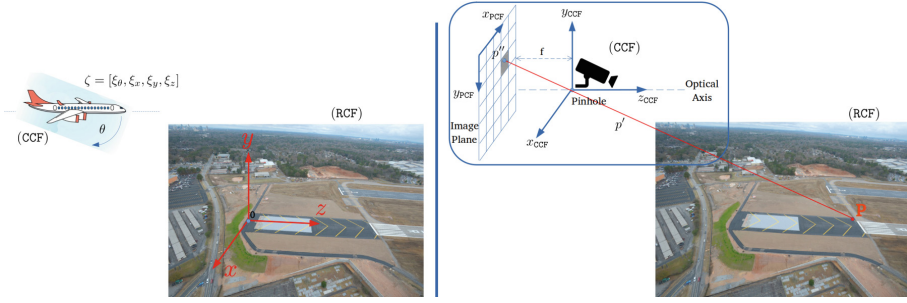 ζ = [ξθ, ξx, ξy, ξz]
(CCF)
θ
(RCF)
y
0
z
x
xPCF
yCCF
p''
f
(CCF)
yPCF
Pinhole
zCCF
Optical
Axis
Image
Plane
xCCF
p'
(RCF)
P